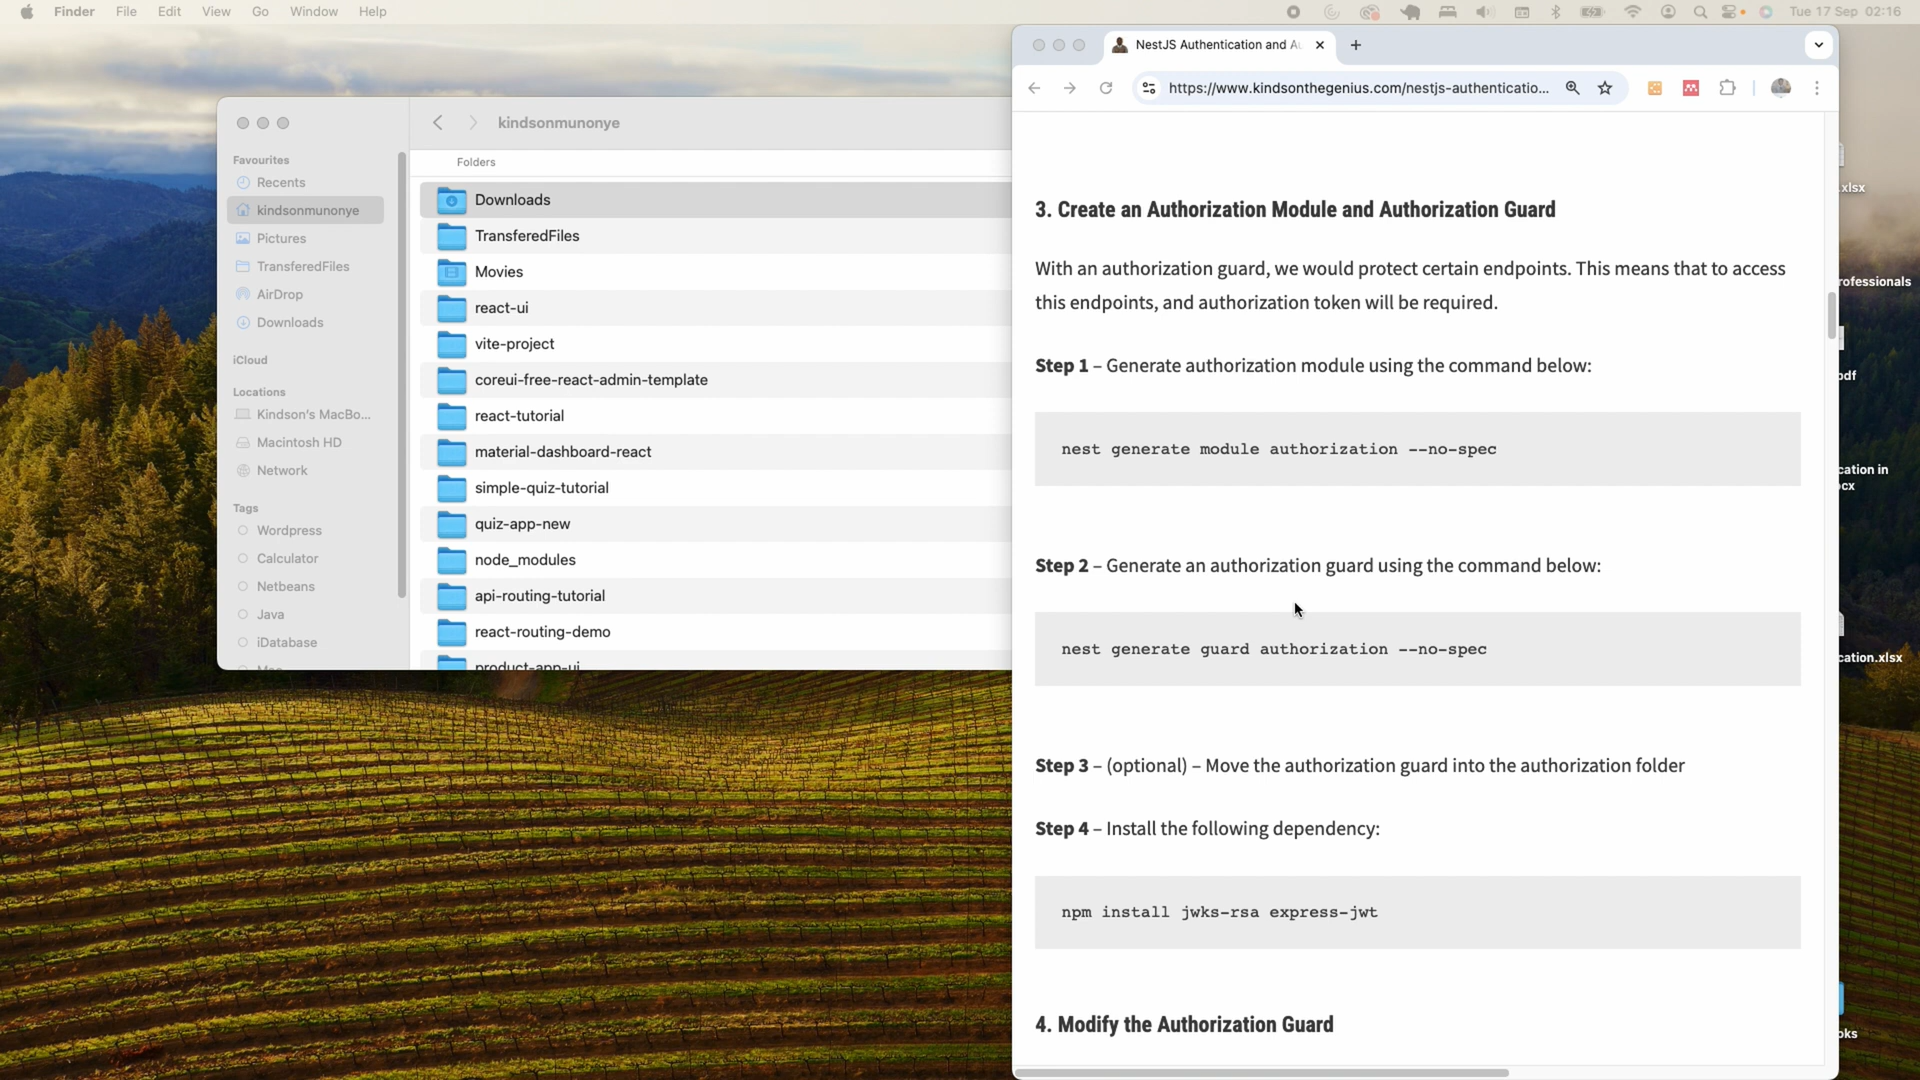 Finder File Edit View Go Window Help
Tue 17 Sep 02:16
kindsonmunonye
Folders
Favourites
Recents
kindsonmunonye
Pictures
TransferedFiles
AirDrop
Downloads
iCloud
Locations
Kindson's MacBo...
Macintosh HD
Network
Tags
Wordpress
Calculator
Netbeans
Java
iDatabase
Downloads
TransferedFiles
Movies
react-ui
vite-project
coreui-free-react-admin-template
react-tutorial
material-dashboard-react
simple-quiz-tutorial
quiz-app-new
node_modules
api-routing-tutorial
react-routing-demo
product-app-ui
NestJS Authentication and A
https://www.kindsonthegenius.com/nestjs-authenticatio...
3. Create an Authorization Module and Authorization Guard
With an authorization guard, we would protect certain endpoints. This means that to access
this endpoints, and authorization token will be required.
Step 1 – Generate authorization module using the command below:
nest generate module authorization --no-spec
Step 2 – Generate an authorization guard using the command below:
nest generate guard authorization --no-spec
Step 3 – (optional) – Move the authorization guard into the authorization folder
Step 4 – Install the following dependency:
npm install jwks-rsa express-jwt
4. Modify the Authorization Guard
.xlsx
rofessionals
pdf
cation in
cx
cation.xlsx
oks